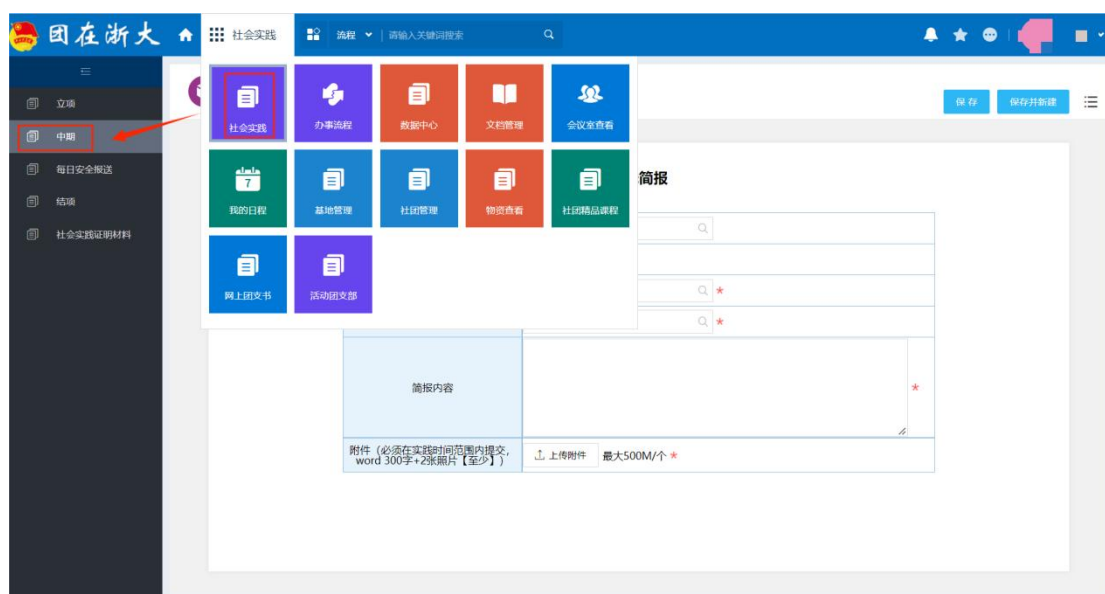 团在浙大
社会实践
流程
请输入关键词搜索
立项
中期
每日安全报送
结项
社会实践证明材料
社会实践
办事流程
数据中心
文档管理
会议室查看
7
我的日程
基地管理
社团管理
物资查看
社团精品课程
网上团支书
活动团支部
保存
保存并新建
简报
*
*
简报内容
*
附件（必须在实践时间范围内提交，
word 300字+2张照片【至少】）
上传附件 最大500M/个 *